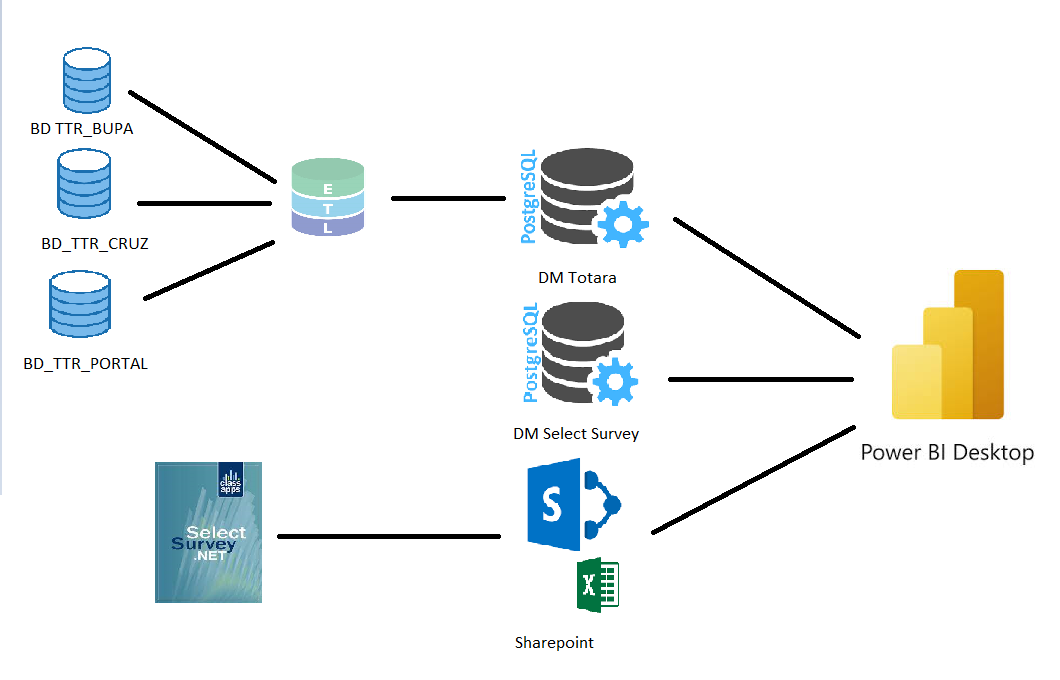 BD TTR_BUPA
BD_TTR_CRUZ
BD_TTR_PORTAL
E
T
L
PostgreSQL
DM Totara
PostgreSQL
DM Select Survey
class
apps
Select
Survey
.NET
S
X
Sharepoint
Power BI Desktop